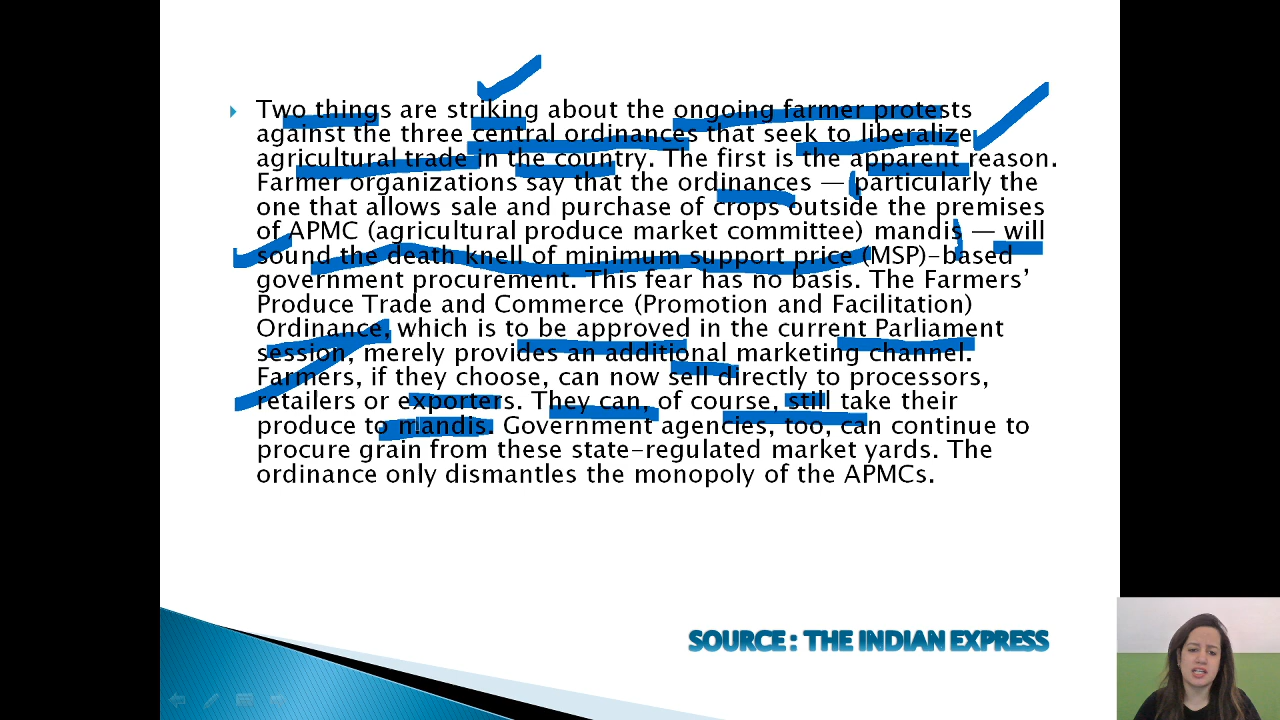 Two things are striking about the ongoing farmer protests
against the three central ordinances that seek to liberalize
agricultural trade in the country. The first is the apparent reason.
Farmer organizations say that the ordinances — particularly the
one that allows sale and purchase of crops outside the premises
of APMC (agricultural produce market committee) mandis — will
sound the death knell of minimum support price (MSP)-based
government procurement. This fear has no basis. The Farmers’
Produce Trade and Commerce (Promotion and Facilitation)
Ordinance, which is to be approved in the current Parliament
session, merely provides an additional marketing channel.
Farmers, if they choose, can now sell directly to processors,
retailers or exporters. They can, of course, still take their
produce to mandis. Government agencies, too, can continue to
procure grain from these state-regulated market yards. The
ordinance only dismantles the monopoly of the APMCs.
SOURCE : THE INDIAN EXPRESS